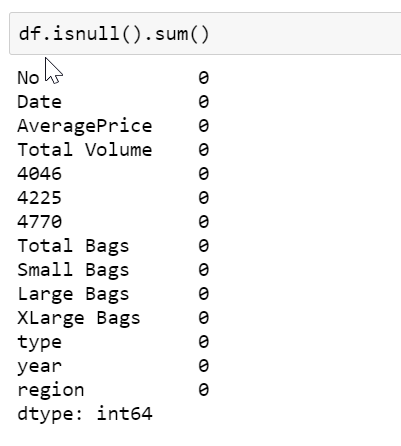 df.isnull().sum()
No 0
Date 0
AveragePrice 0
Total Volume 0
4046 0
4225 0
4770 0
Total Bags 0
Small Bags 0
Large Bags 0
XLarge Bags 0
type 0
year 0
region 0
dtype: int64